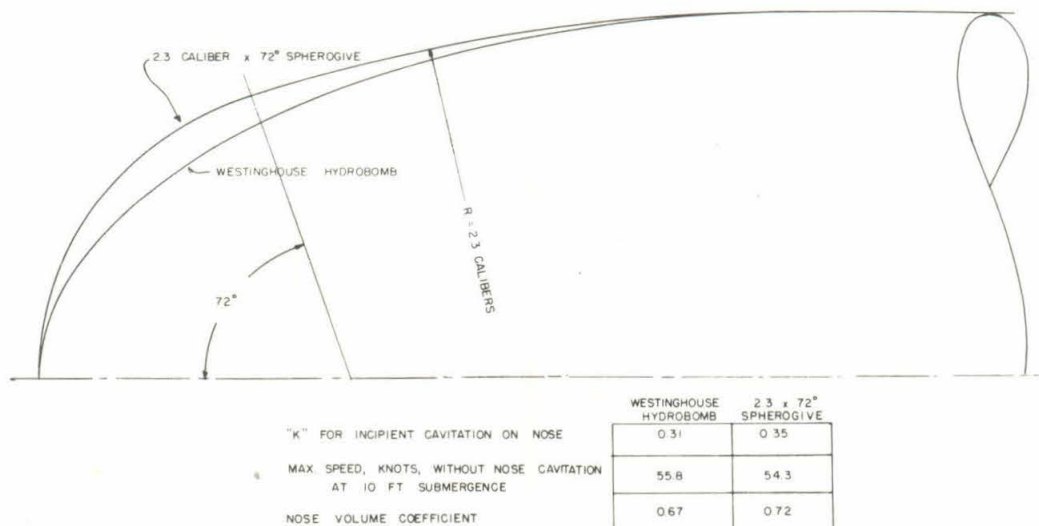 2.3 CALIBER x 72° SPHEROGIVE
WESTINGHOUSE HYDROBOMB
R = 2.3 CALIBERS
72°
WESTINGHOUSE HYDROBOMB
2.3 x 72° SPHEROGIVE
"K" FOR INCIPIENT CAVITATION ON NOSE
0.31
0.35
MAX. SPEED, KNOTS, WITHOUT NOSE CAVITATION
AT 10 FT SUBMERGENCE
55.8
54.3
NOSE VOLUME COEFFICIENT
0.67
0.72